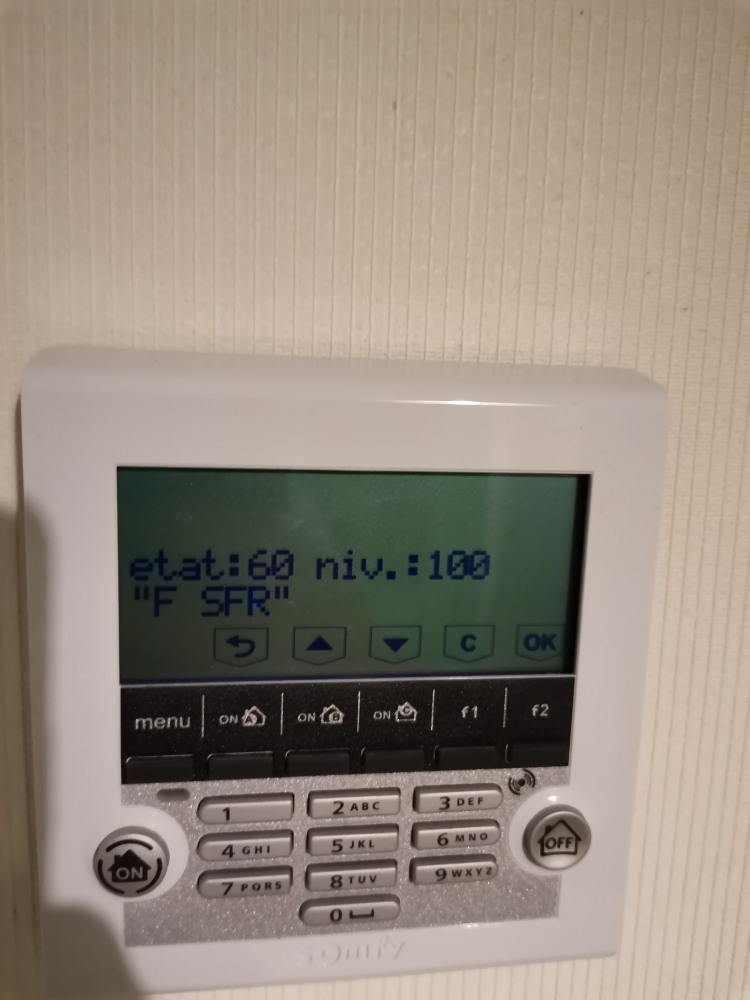 etat:60 niv.:100
"F SFR"
C OK
menu ON A ON B ON C f1 f2
1 2 ABC 3 DEF
4 GHI 5 JKL 6 MNO
ON OFF
7 PQRS 8 TUV 9 WXYZ
0
somfy